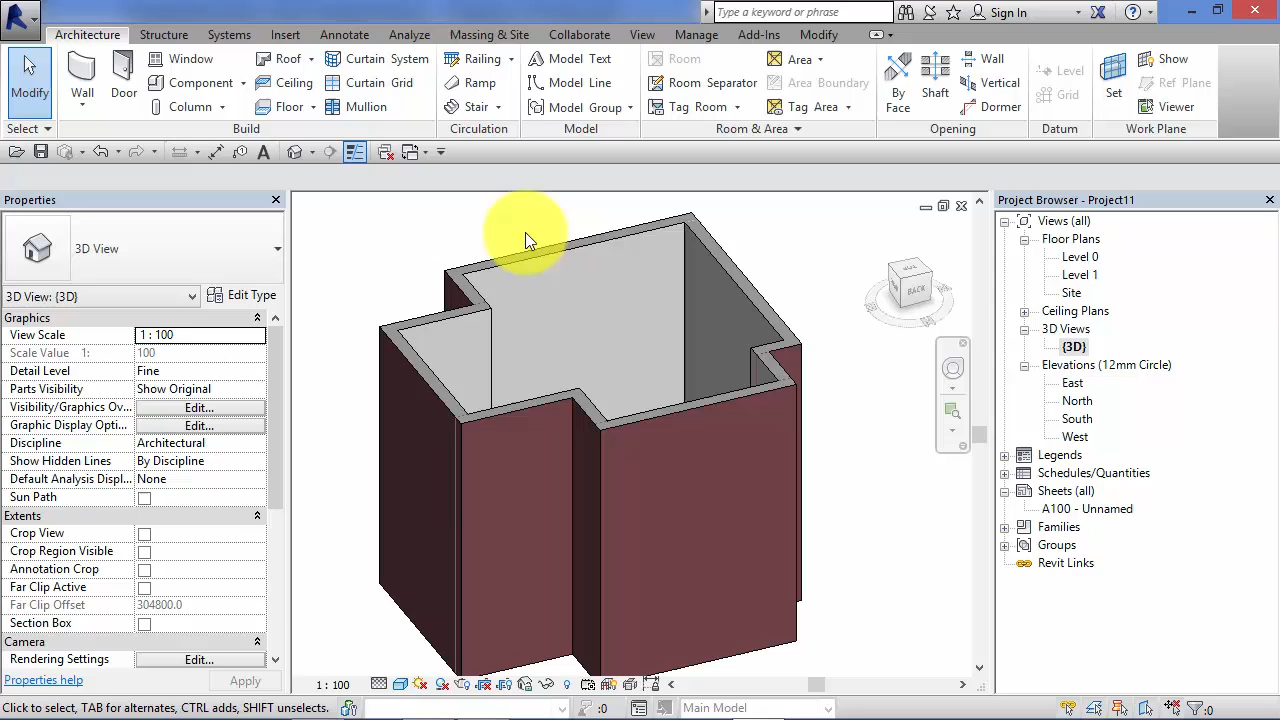 Type a keyword or phrase
Sign In
Architecture Structure Systems Insert Annotate Analyze Massing & Site Collaborate View Manage Add-Ins Modify
Modify
Select
Wall
Door
Window
Component
Column
Roof
Ceiling
Floor
Curtain System
Curtain Grid
Mullion
Build
Railing
Ramp
Stair
Circulation
Model Text
Model Line
Model Group
Model
Room
Room Separator
Tag Room
Area
Area Boundary
Tag Area
Room & Area
By
Face
Shaft
Wall
Vertical
Dormer
Opening
Level
Grid
Datum
Set
Show
Ref Plane
Viewer
Work Plane
Properties
3D View
3D View: {3D}
Edit Type
Graphics
View Scale 1 : 100
Scale Value 1: 100
Detail Level Fine
Parts Visibility Show Original
Visibility/Graphics Ov... Edit...
Graphic Display Optio... Edit...
Discipline Architectural
Show Hidden Lines By Discipline
Default Analysis Displ... None
Sun Path
Extents
Crop View
Crop Region Visible
Annotation Crop
Far Clip Active
Far Clip Offset 304800.0
Section Box
Camera
Rendering Settings Edit...
Properties help
Apply
BACK
1 : 100
Project Browser - Project11
Views (all)
Floor Plans
Level 0
Level 1
Site
Ceiling Plans
3D Views
{3D}
Elevations (12mm Circle)
East
North
South
West
Legends
Schedules/Quantities
Sheets (all)
A100 - Unnamed
Families
Groups
Revit Links
Click to select, TAB for alternates, CTRL adds, SHIFT unselects.
:0
Main Model
:0